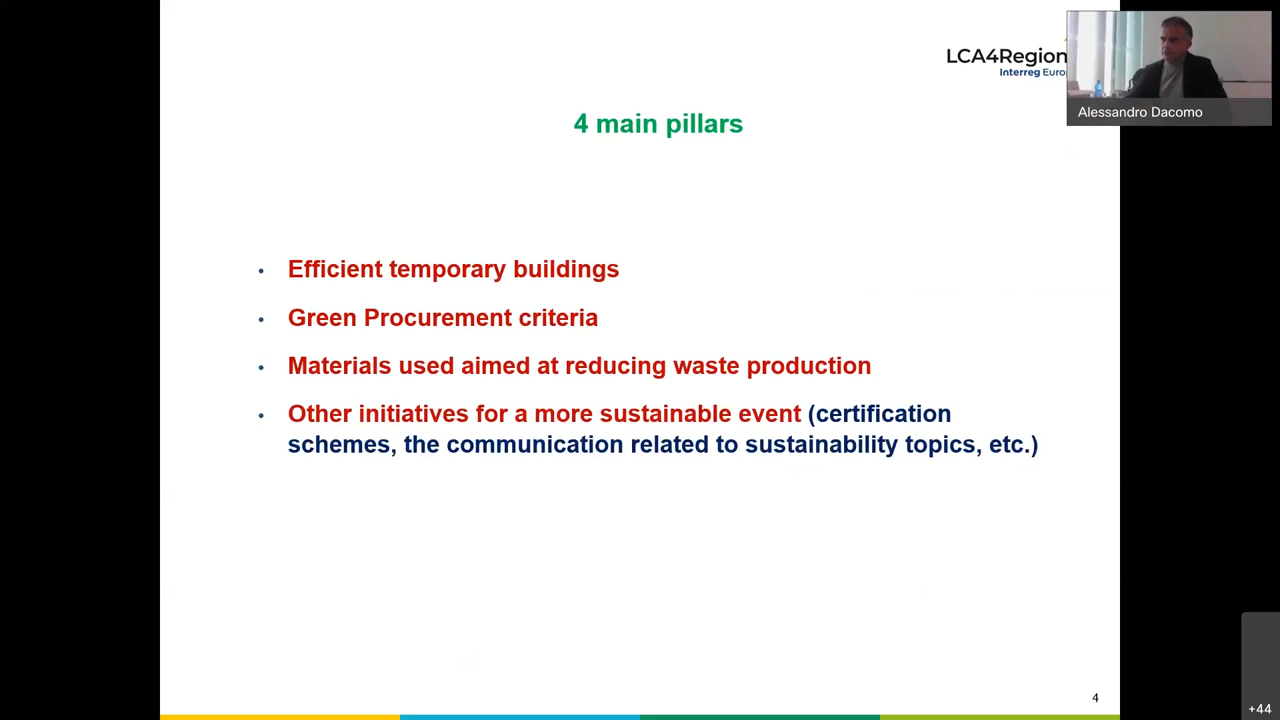 LCA4Region
Interreg Euro
Alessandro Dacomo
4 main pillars
• Efficient temporary buildings
• Green Procurement criteria
• Materials used aimed at reducing waste production
• Other initiatives for a more sustainable event (certification
schemes, the communication related to sustainability topics, etc.)
4
+44